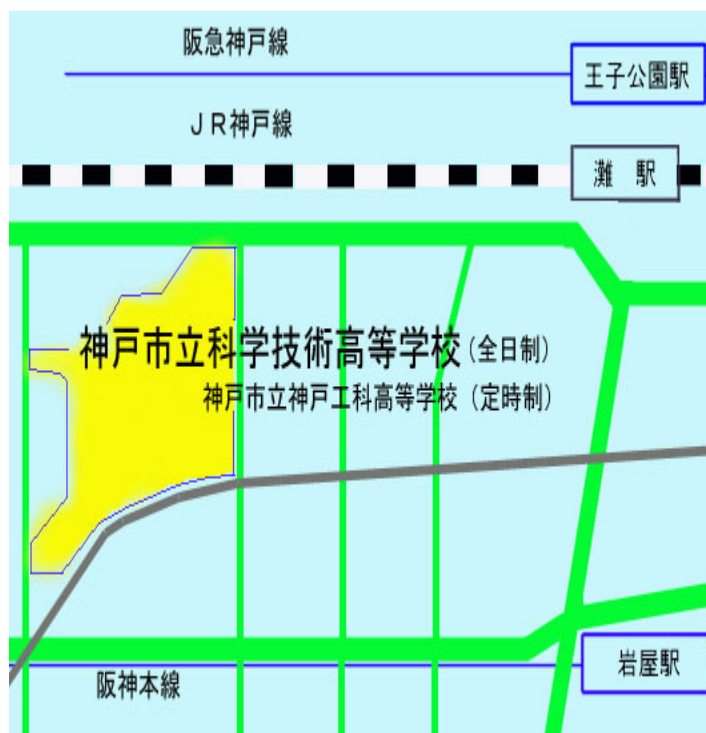 阪急神戸線
王子公園駅
ＪＲ神戸線
灘　駅
神戸市立科学技術高等学校(全日制)
神戸市立神戸工科高等学校（定時制）
岩屋駅
阪神本線